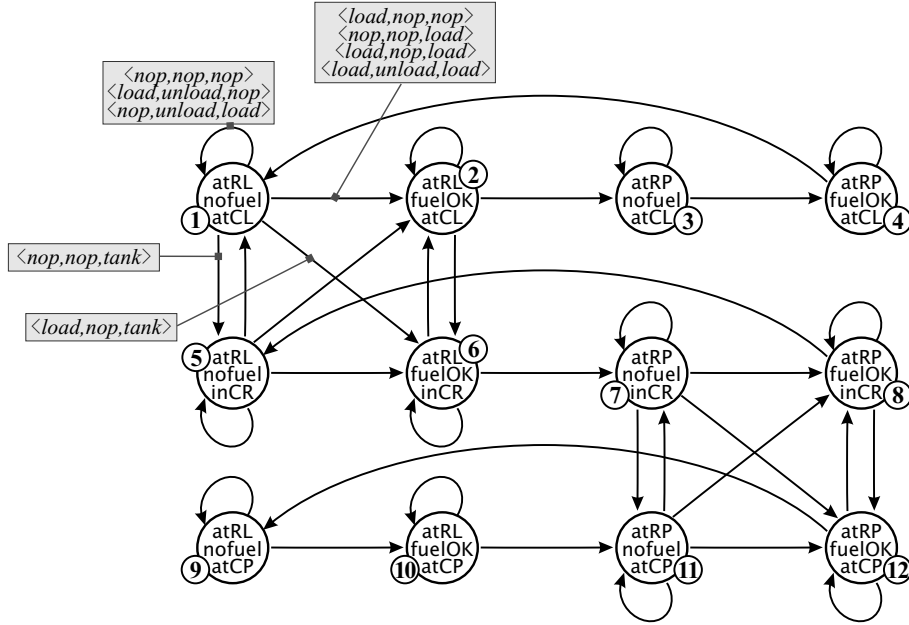 <load,nop,nop>
<nop,nop,load>
<load,nop,load>
<load,unload,load>
<nop,nop,nop>
<load,unload,nop>
<nop,unload,load>
atRL
nofuel
atCL
1
atRL
fuelOK
atCL
2
atRP
nofuel
atCL
3
atRP
fuelOK
atCL
4
<nop,nop,tank>
<load,nop,tank>
atRL
nofuel
inCR
5
atRL
fuelOK
inCR
6
atRP
nofuel
inCR
7
atRP
fuelOK
inCR
8
atRL
nofuel
atCP
9
atRL
fuelOK
atCP
10
atRP
nofuel
atCP
11
atRP
fuelOK
atCP
12